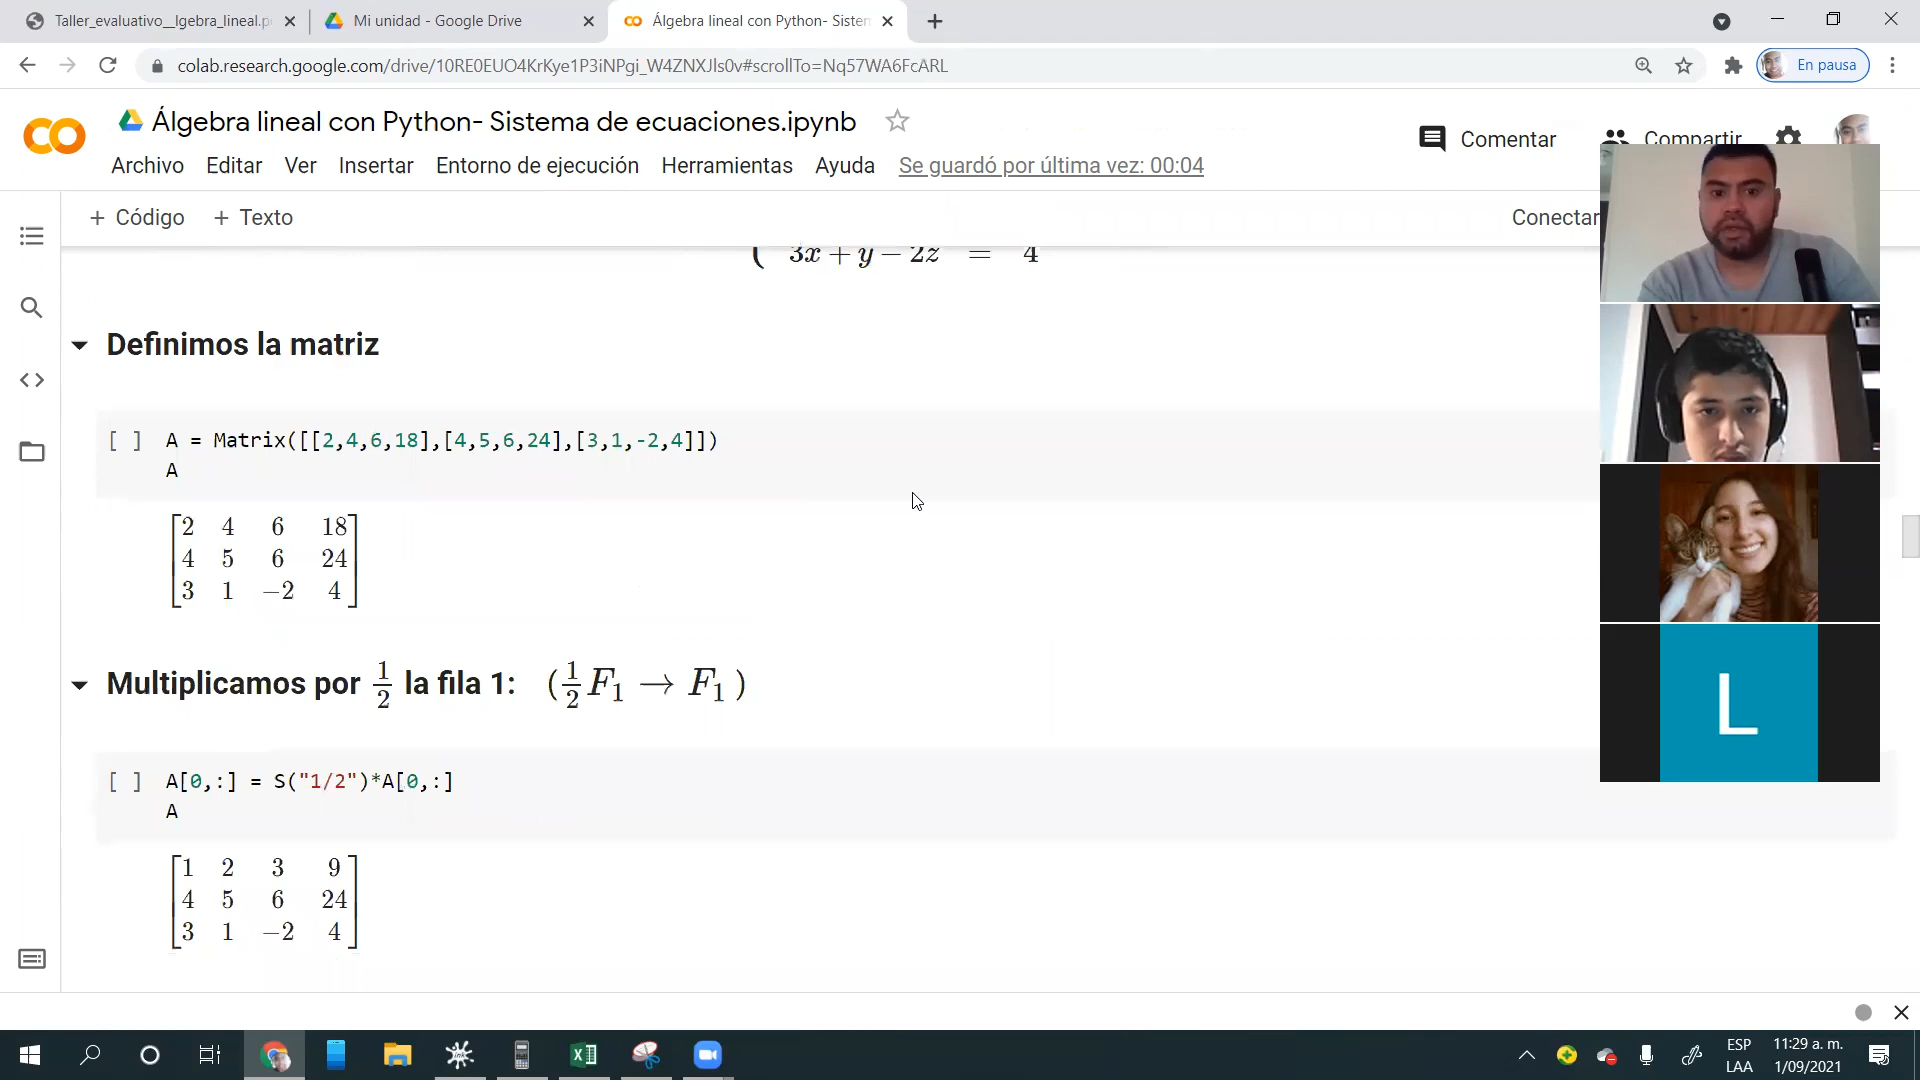 Taller_evaluativo__lgebra_lineal.p
Mi unidad - Google Drive
Álgebra lineal con Python- Sistem
colab.research.google.com/drive/10RE0EUO4KrKye1P3iNPgi_W4ZNXJls0v#scrollTo=Nq57WA6FcARL
En pausa
Álgebra lineal con Python- Sistema de ecuaciones.ipynb
Comentar
Compartir
Archivo Editar Ver Insertar Entorno de ejecución Herramientas Ayuda Se guardó por última vez: 00:04
+ Código + Texto
Conectar
3x + y − 2z = 4
Definimos la matriz
[ ] A = Matrix([[2,4,6,18],[4,5,6,24],[3,1,-2,4]])
A
2 4 6 18
4 5 6 24
3 1 −2 4
Multiplicamos por 1/2 la fila 1: (1/2 F₁ → F₁ )
[ ] A[0,:] = S("1/2")*A[0,:]
A
1 2 3 9
4 5 6 24
3 1 −2 4
L
ESP
LAA
11:29 a. m.
1/09/2021